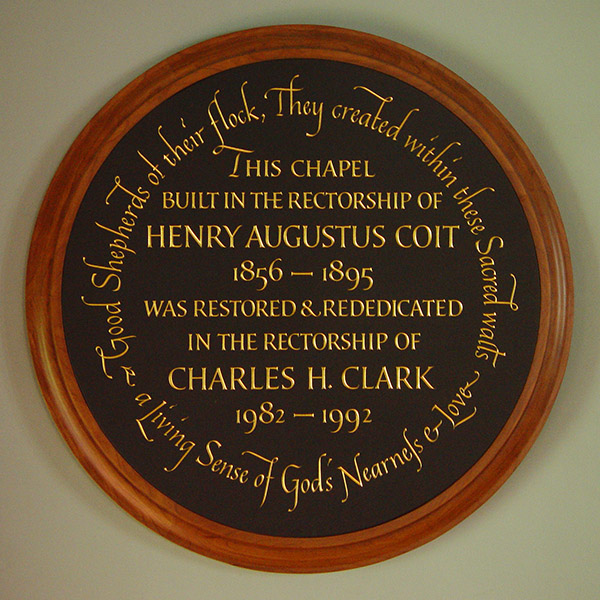 Good Shepherds of their flock, They created within these Sacred walls
a Living Sense of God's Nearness & Love
THIS CHAPEL
BUILT IN THE RECTORSHIP OF
HENRY AUGUSTUS COIT
1856 — 1895
WAS RESTORED & REDEDICATED
IN THE RECTORSHIP OF
CHARLES H. CLARK
1982 — 1992